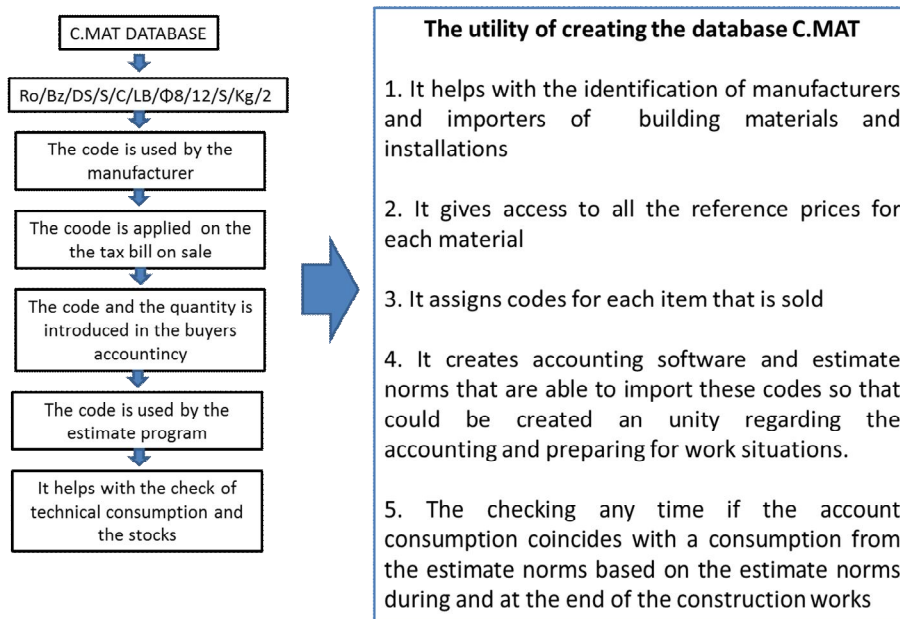 C.MAT DATABASE
Ro/Bz/DS/S/C/LB/Φ8/12/S/Kg/2
The code is used by the
manufacturer
The coode is applied on the
the tax bill on sale
The code and the quantity is
introduced in the buyers
accountincy
The code is used by the
estimate program
It helps with the check of
technical consumption and
the stocks
The utility of creating the database C.MAT
1. It helps with the identification of manufacturers
and importers of building materials and
installations
2. It gives access to all the reference prices for
each material
3. It assigns codes for each item that is sold
4. It creates accounting software and estimate
norms that are able to import these codes so that
could be created an unity regarding the
accounting and preparing for work situations.
5. The checking any time if the account
consumption coincides with a consumption from
the estimate norms based on the estimate norms
during and at the end of the construction works